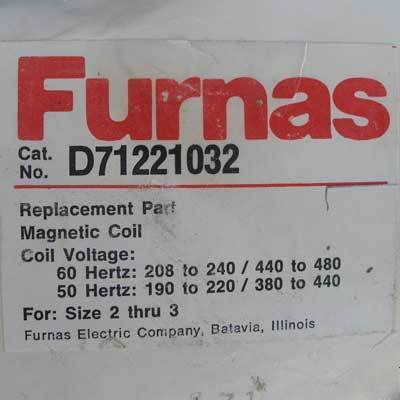 Furnas
Cat.
No. D71221032
Replacement Part
Magnetic Coil
Coil Voltage:
60 Hertz: 208 to 240 / 440 to 480
50 Hertz: 190 to 220 / 380 to 440
For: Size 2 thru 3
Furnas Electric Company, Batavia, Illinois